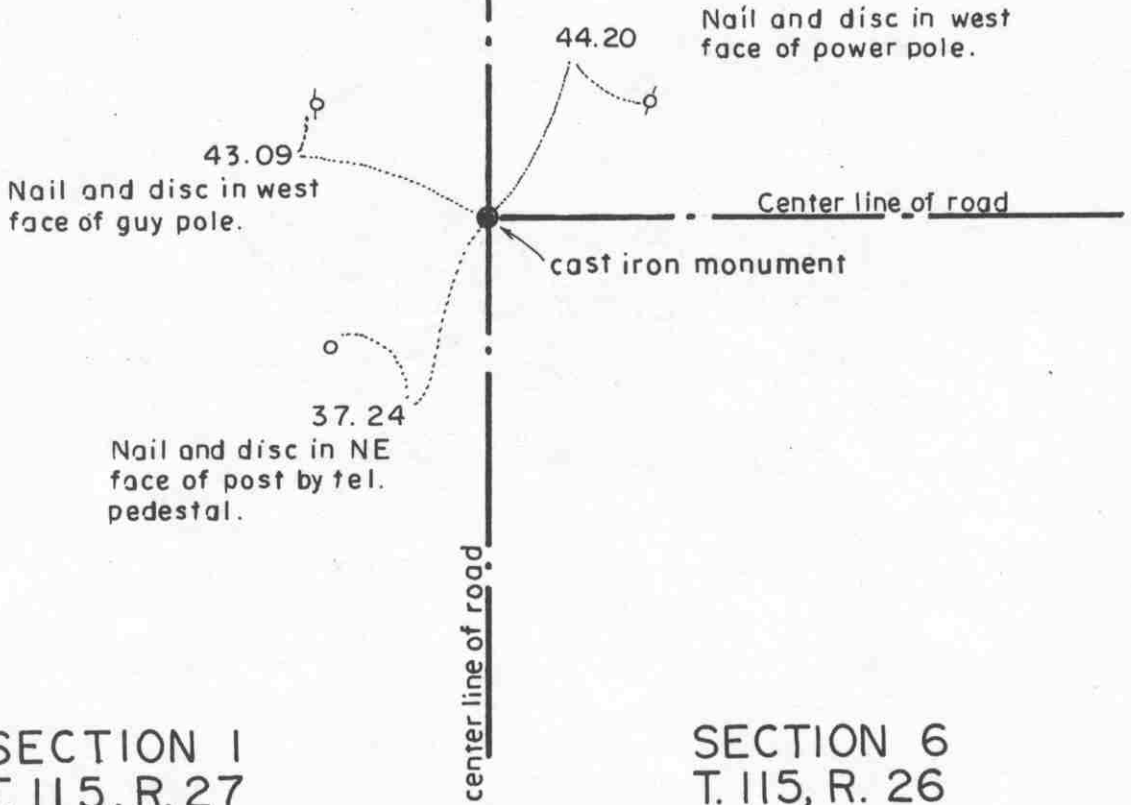 44.20
Nail and disc in west
face of power pole.
43.09
Nail and disc in west
face of guy pole.
Center line of road
cast iron monument
37.24
Nail and disc in NE
face of post by tel.
pedestal.
center line of road
SECTION 1
T. 115, R. 27
SECTION 6
T. 115, R. 26